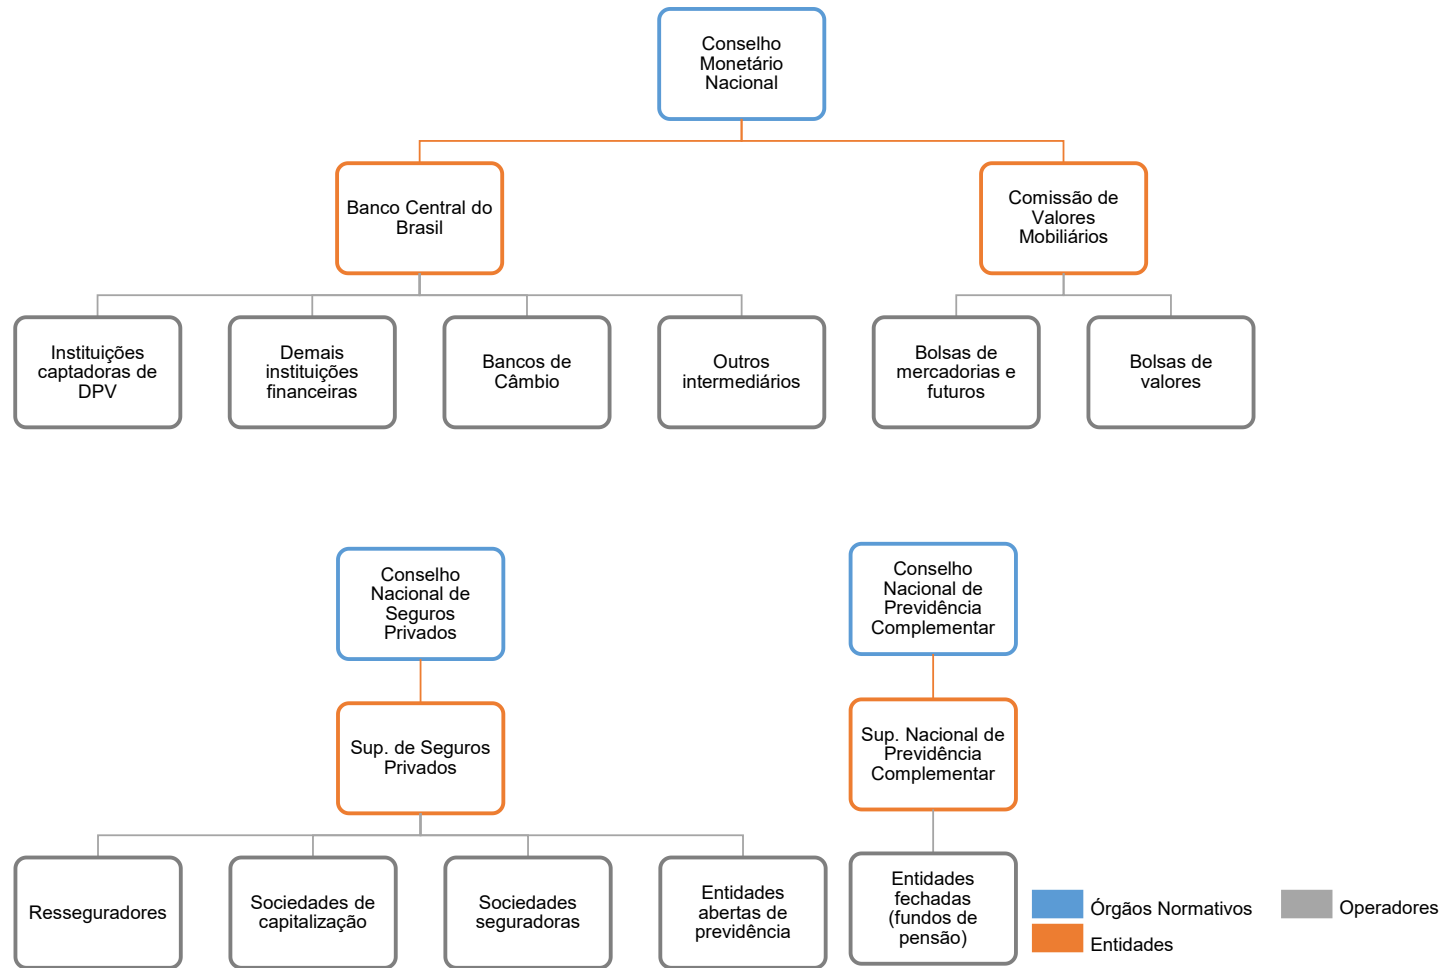 Conselho
Monetário
Nacional
Banco Central do
Brasil
Comissão de
Valores
Mobiliários
Instituições
captadoras de
DPV
Demais
instituições
financeiras
Bancos de
Câmbio
Outros
intermediários
Bolsas de
mercadorias e
futuros
Bolsas de
valores
Conselho
Nacional de
Seguros
Privados
Conselho
Nacional de
Previdência
Complementar
Sup. de Seguros
Privados
Sup. Nacional de
Previdência
Complementar
Resseguradores
Sociedades de
capitalização
Sociedades
seguradoras
Entidades
abertas de
previdência
Entidades
fechadas
(fundos de
pensão)
Órgãos Normativos
Operadores
Entidades